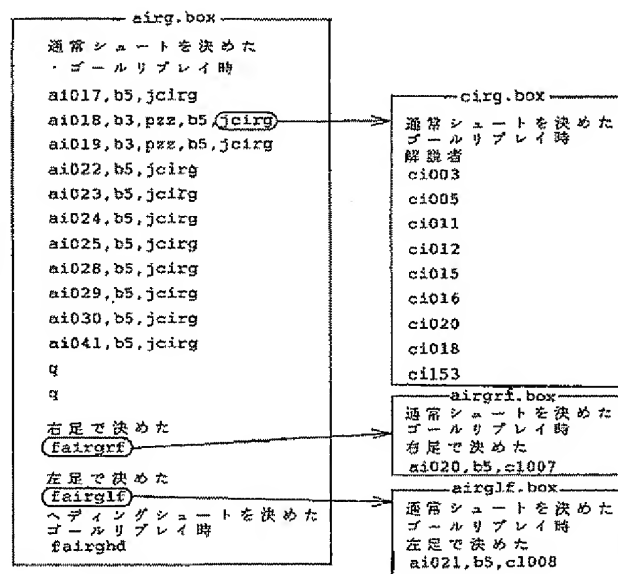 airg.box
通常シュートを決めた
・ゴールリプレイ時
ai017,b5,jcirg
ai018,b3,pzz,b5,jcirg
ai019,b3,pzz,b5,jcirg
ai022,b5,jcirg
ai023,b5,jcirg
ai024,b5,jcirg
ai025,b5,jcirg
ai028,b5,jcirg
ai029,b5,jcirg
ai030,b5,jcirg
ai041,b5,jcirg
q
q
右足で決めた
fairgrf
左足で決めた
fairglf
ヘディングシュートを決めた
ゴールリプレイ時
fairghd
cirg.box
通常シュートを決めた
ゴールリプレイ時
解説者
ci003
ci005
ci011
ci012
ci015
ci016
ci020
ci018
ci153
airgrf.box
通常シュートを決めた
ゴールリプレイ時
右足で決めた
ai020,b5,cl007
airglf.box
通常シュートを決めた
ゴールリプレイ時
左足で決めた
ai021,b5,cl008